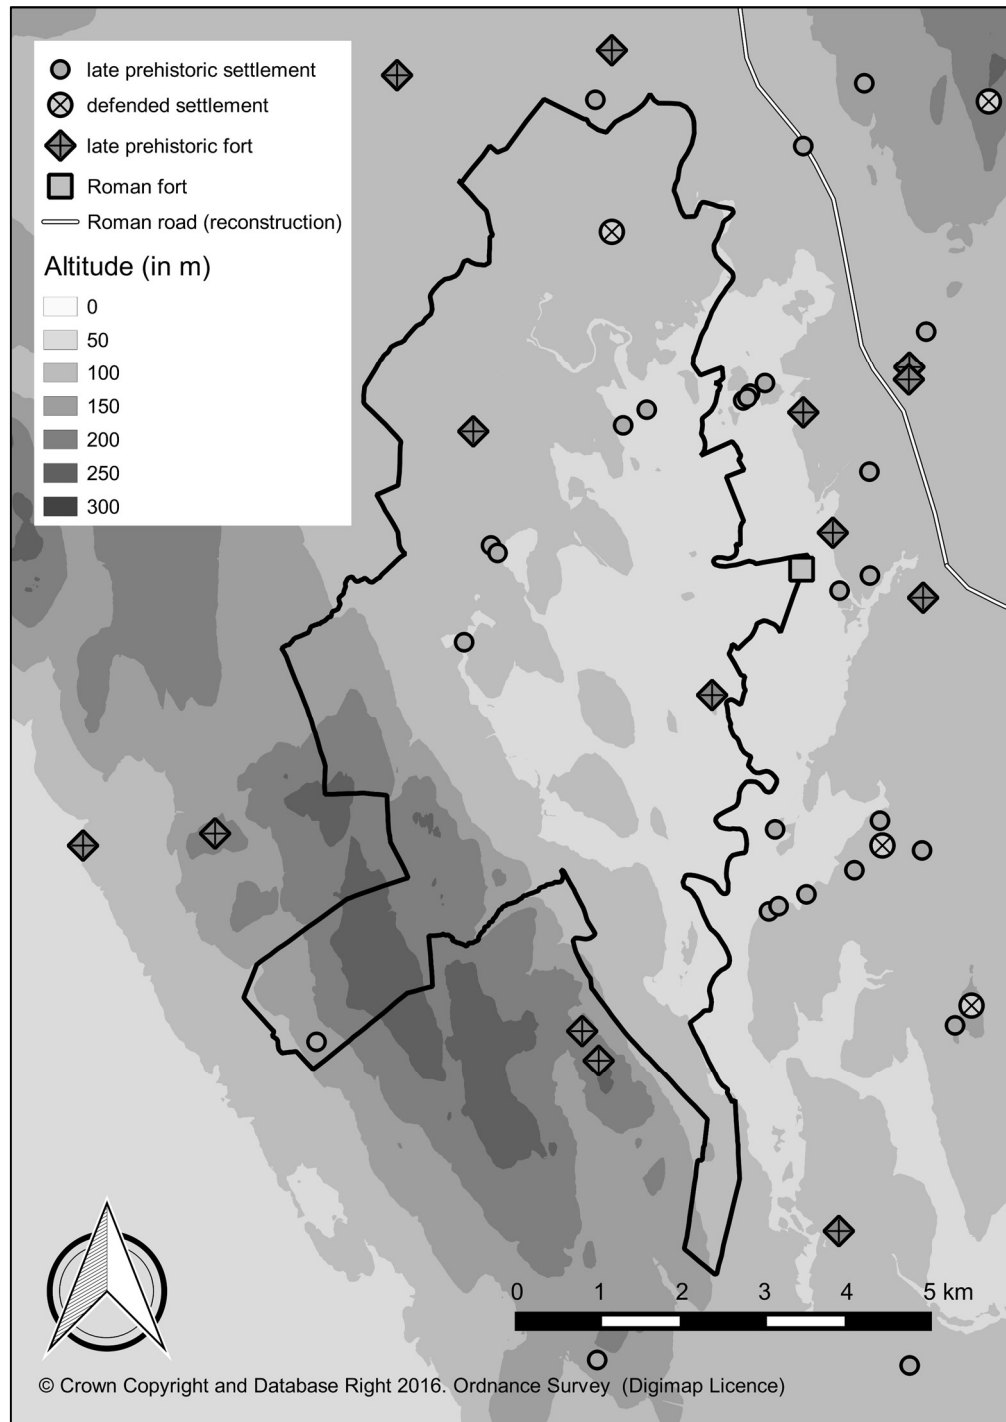 late prehistoric settlement
defended settlement
late prehistoric fort
Roman fort
Roman road (reconstruction)
Altitude (in m)
0
50
100
150
200
250
300
0 1 2 3 4 5 km
© Crown Copyright and Database Right 2016. Ordnance Survey (Digimap Licence)